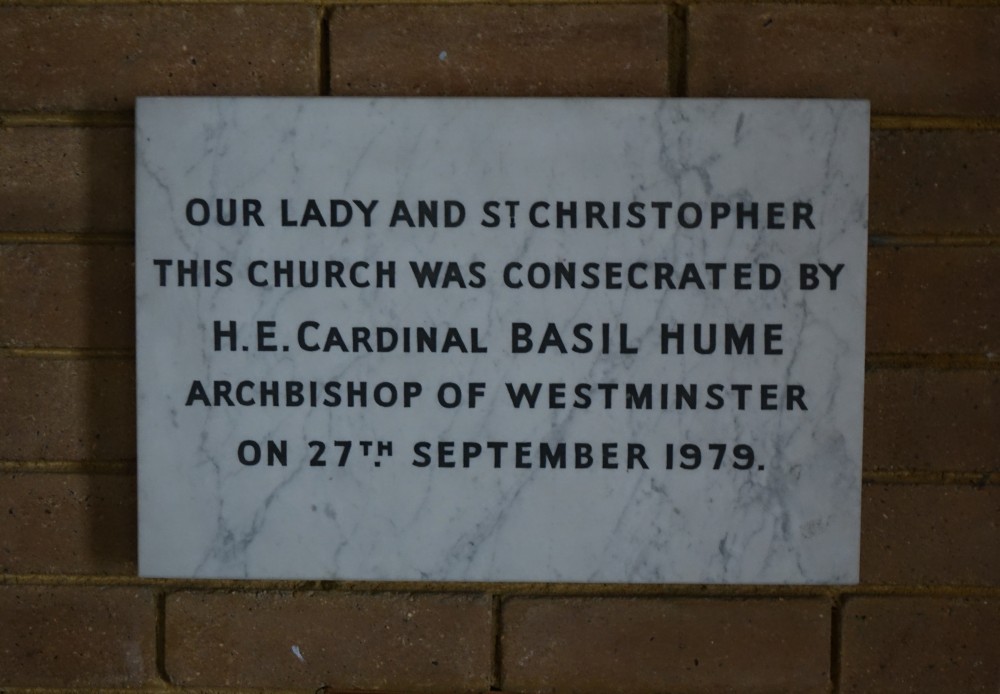 OUR LADY AND ST CHRISTOPHER
THIS CHURCH WAS CONSECRATED BY
H.E. CARDINAL BASIL HUME
ARCHBISHOP OF WESTMINSTER
ON 27TH. SEPTEMBER 1979.